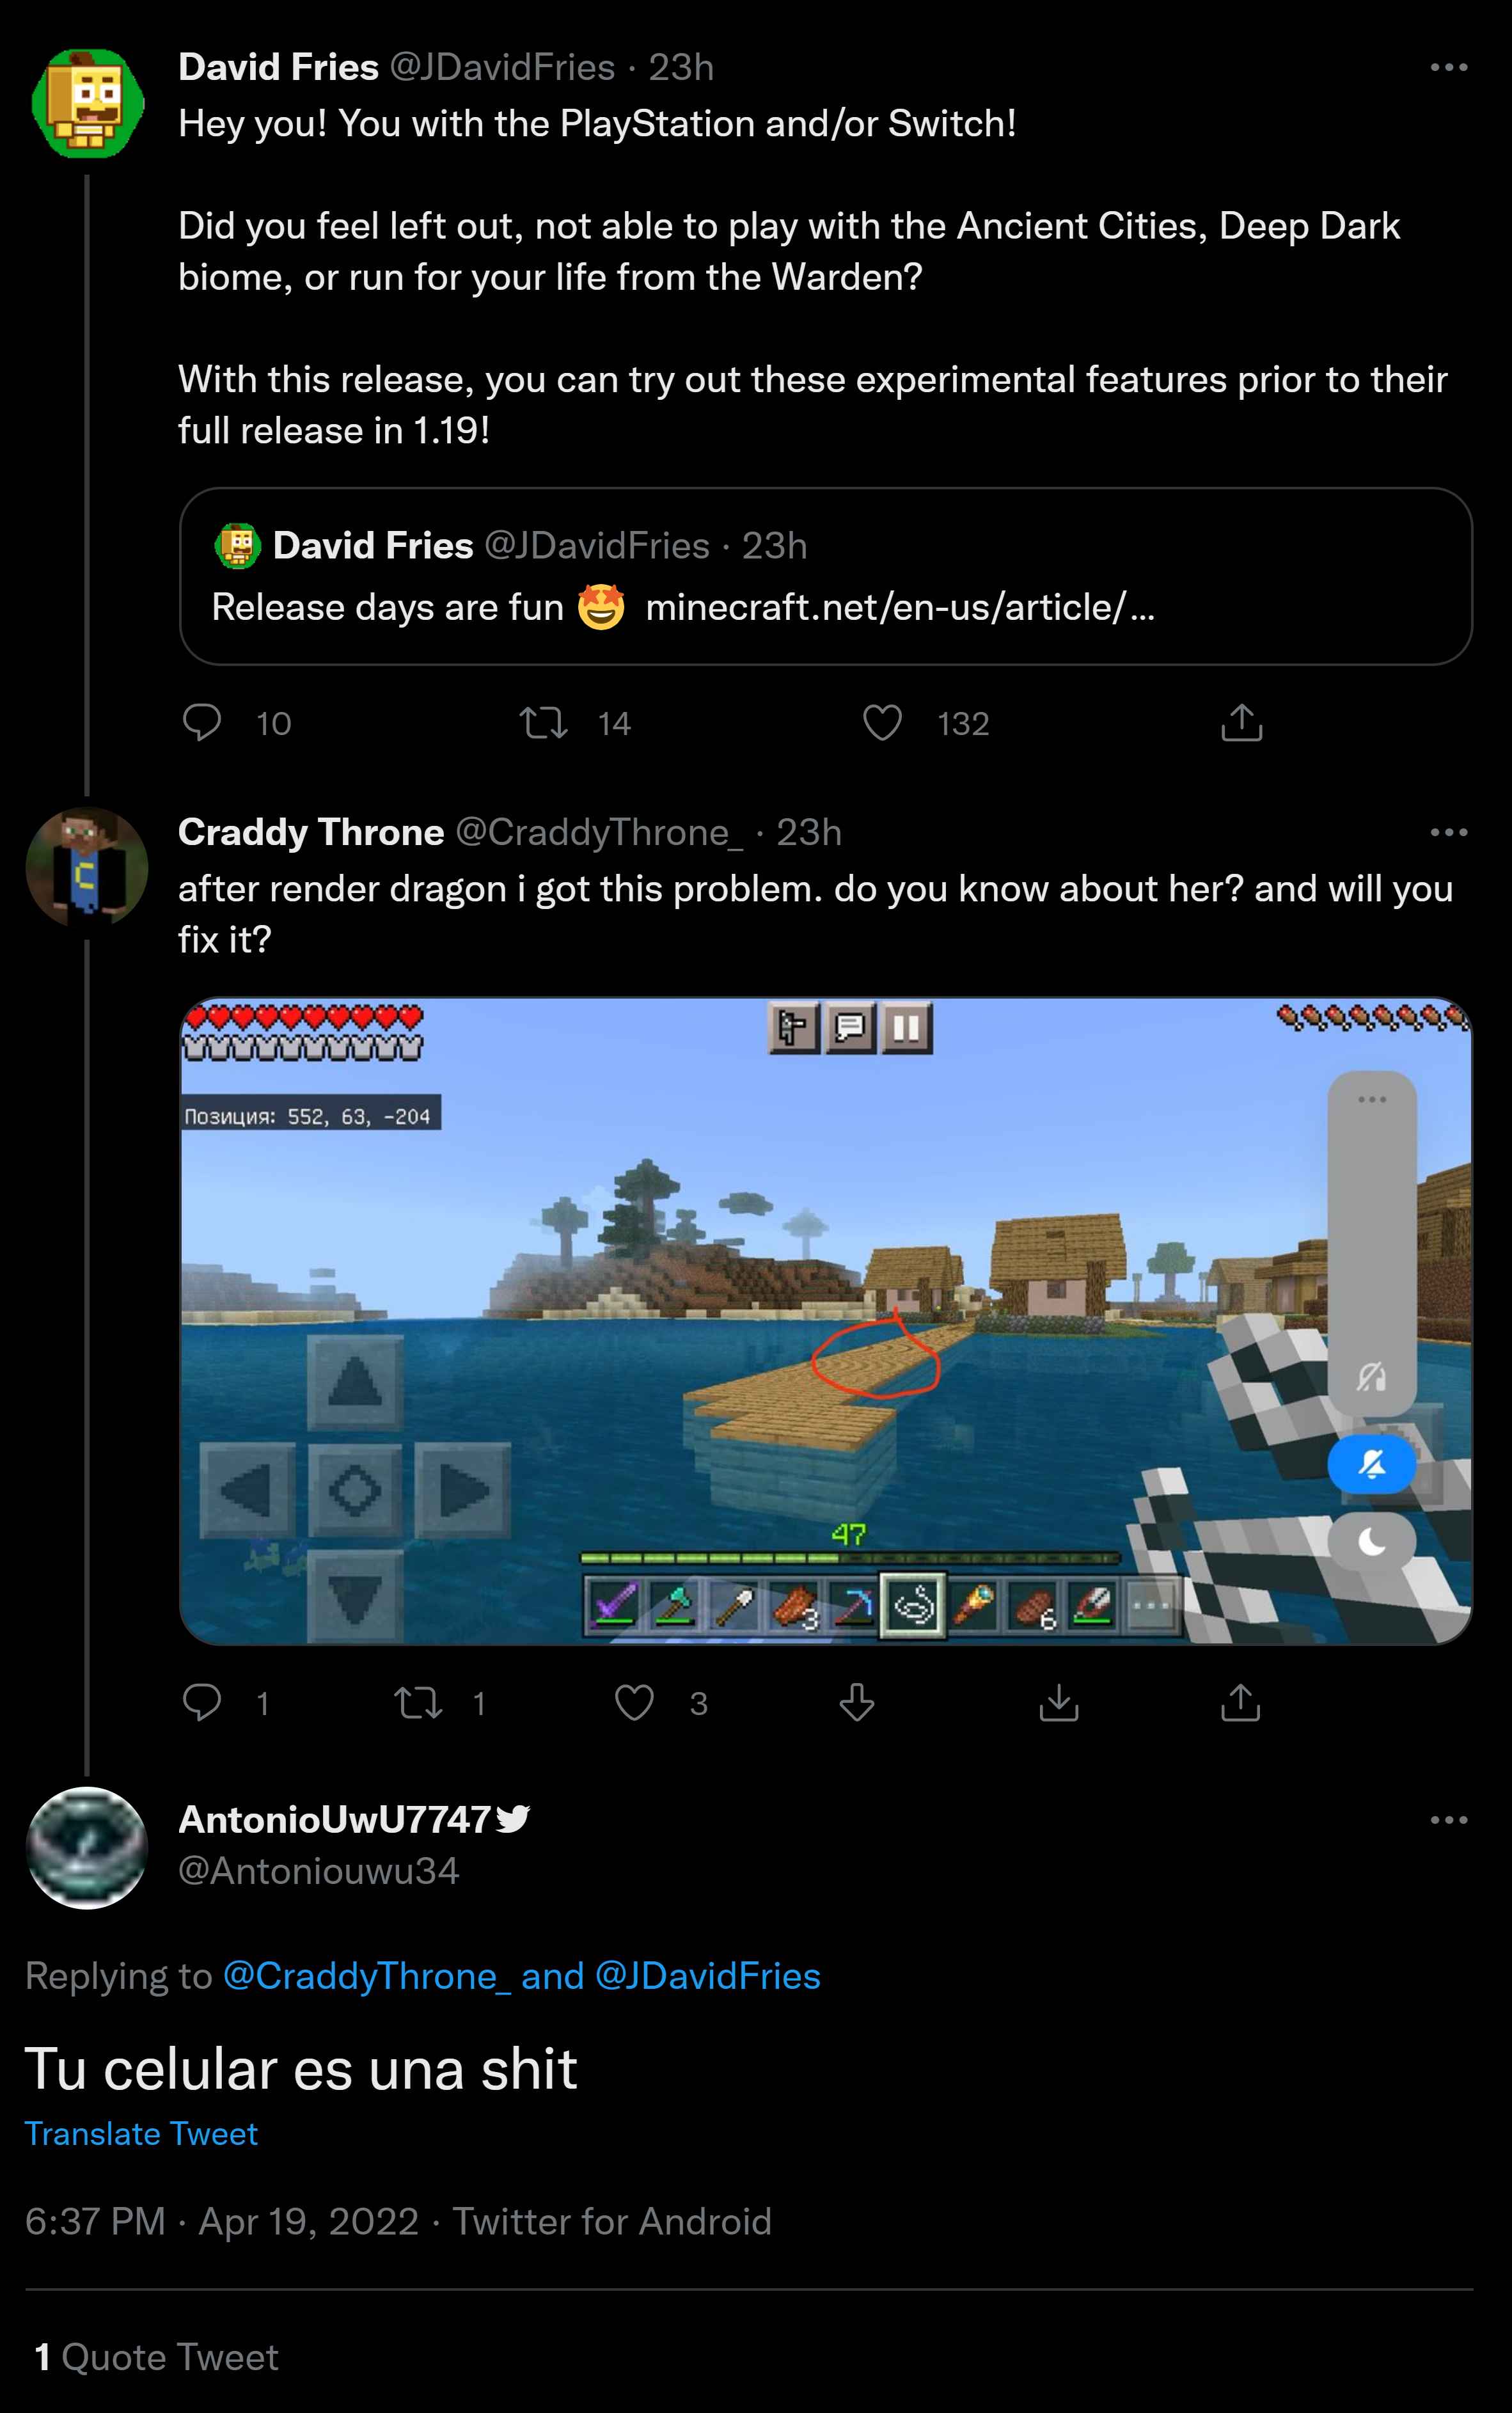 David Fries @JDavidFries · 23h
Hey you! You with the PlayStation and/or Switch!
Did you feel left out, not able to play with the Ancient Cities, Deep Dark
biome, or run for your life from the Warden?
With this release, you can try out these experimental features prior to their
full release in 1.19!
David Fries @JDavidFries · 23h
Release days are fun 🤩 minecraft.net/en-us/article/…
10 14 132
Craddy Throne @CraddyThrone_ · 23h
after render dragon i got this problem. do you know about her? and will you
fix it?
Позиция: 552, 63, -204
47
3 6
1 1 3
AntonioUwU7747
@Antoniouwu34
Replying to @CraddyThrone_ and @JDavidFries
Tu celular es una shit
Translate Tweet
6:37 PM · Apr 19, 2022 · Twitter for Android
1 Quote Tweet